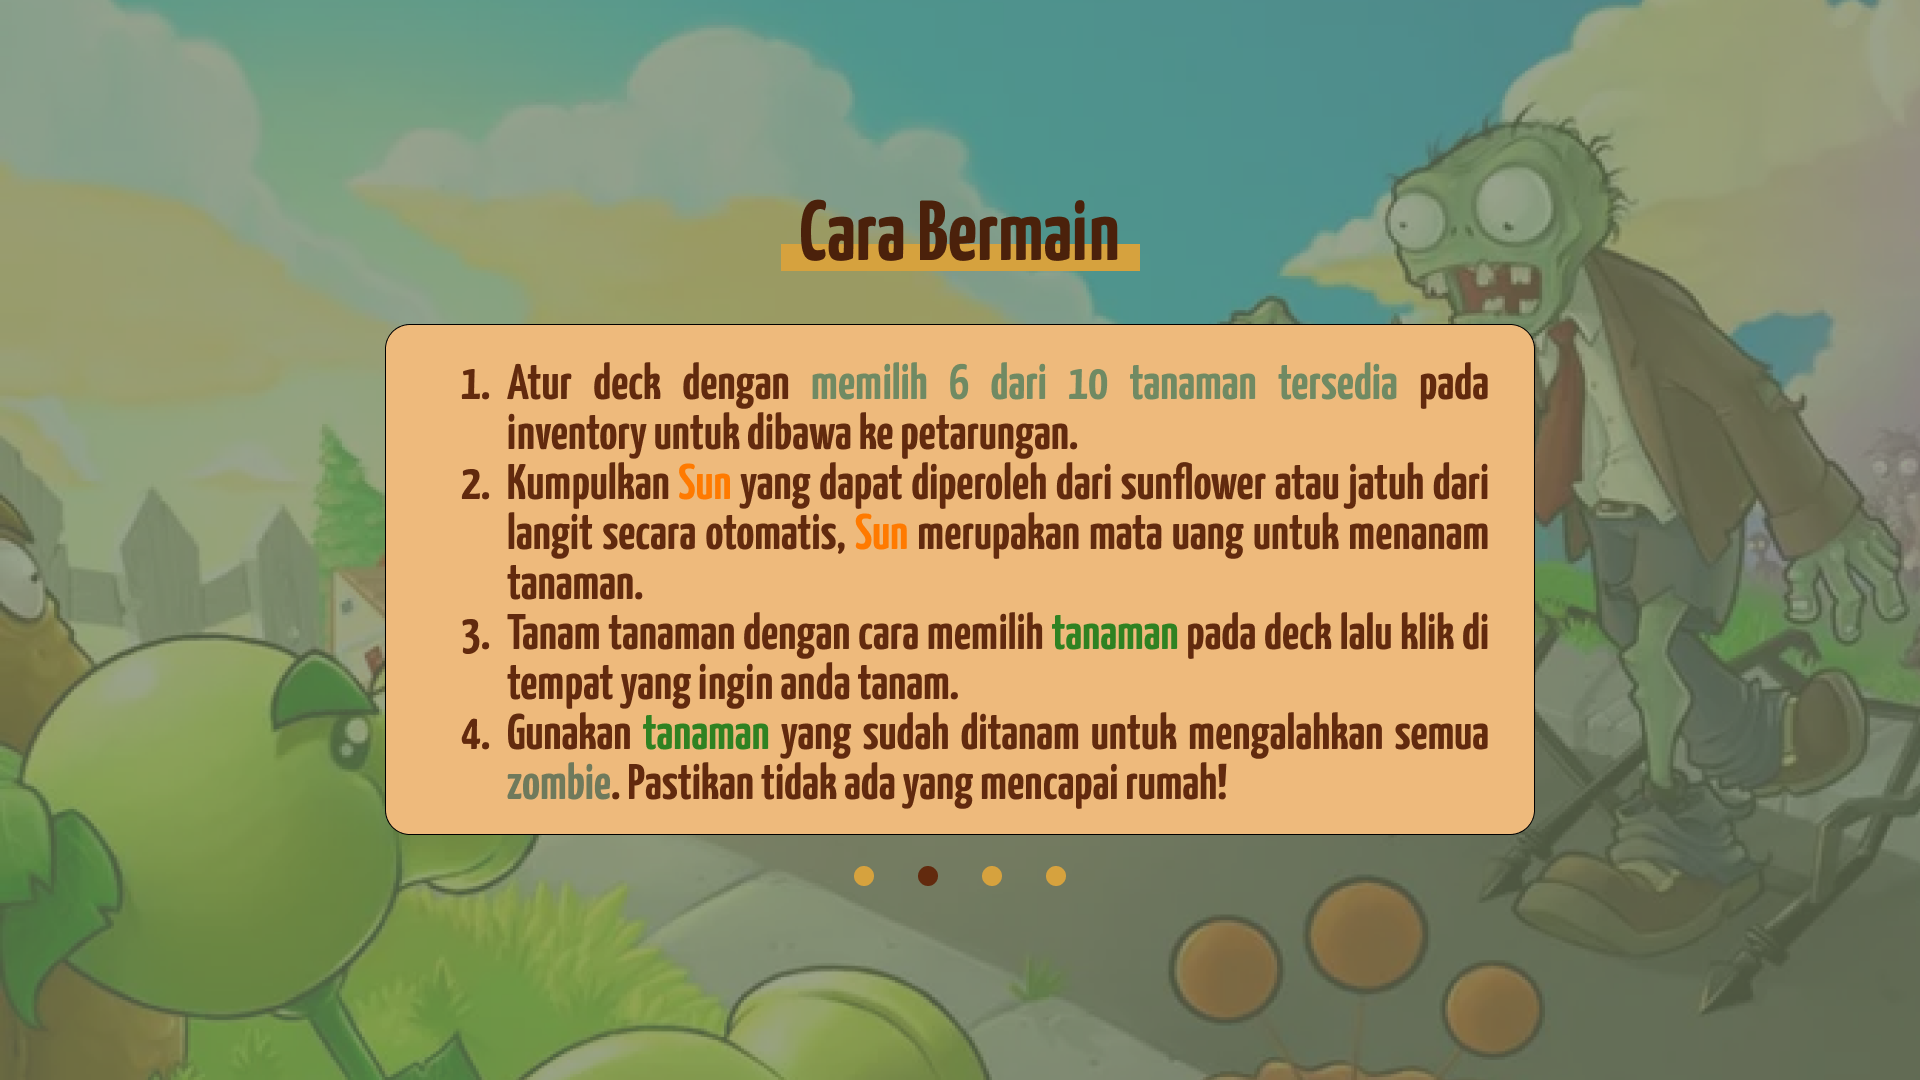 Cara Bermain
1. Atur deck dengan memilih 6 dari 10 tanaman tersedia pada
inventory untuk dibawa ke petarungan.
2. Kumpulkan Sun yang dapat diperoleh dari sunflower atau jatuh dari
langit secara otomatis, Sun merupakan mata uang untuk menanam
tanaman.
3. Tanam tanaman dengan cara memilih tanaman pada deck lalu klik di
tempat yang ingin anda tanam.
4. Gunakan tanaman yang sudah ditanam untuk mengalahkan semua
zombie. Pastikan tidak ada yang mencapai rumah!